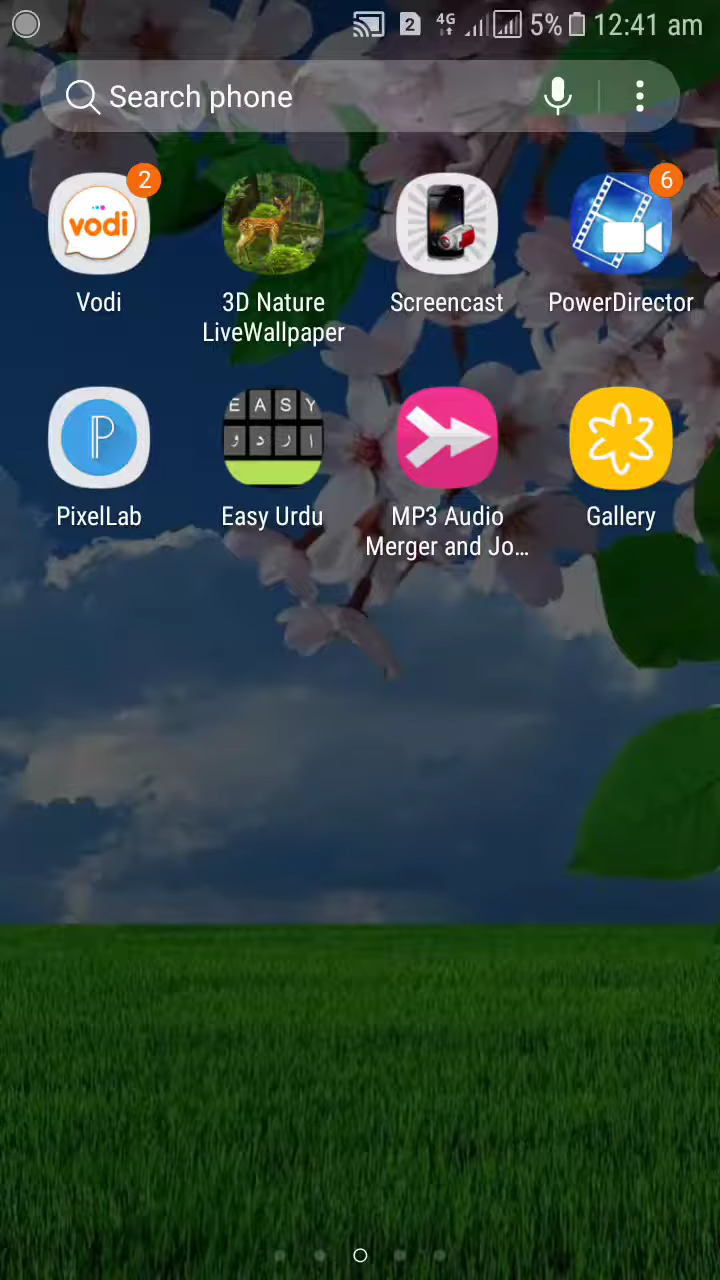 2 4G 5% 12:41 am
Search phone
2
6
vodi
Vodi
3D Nature
LiveWallpaper
Screencast
PowerDirector
P
E A S Y
ا ر د و
PixelLab
Easy Urdu
MP3 Audio
Merger and Jo...
Gallery